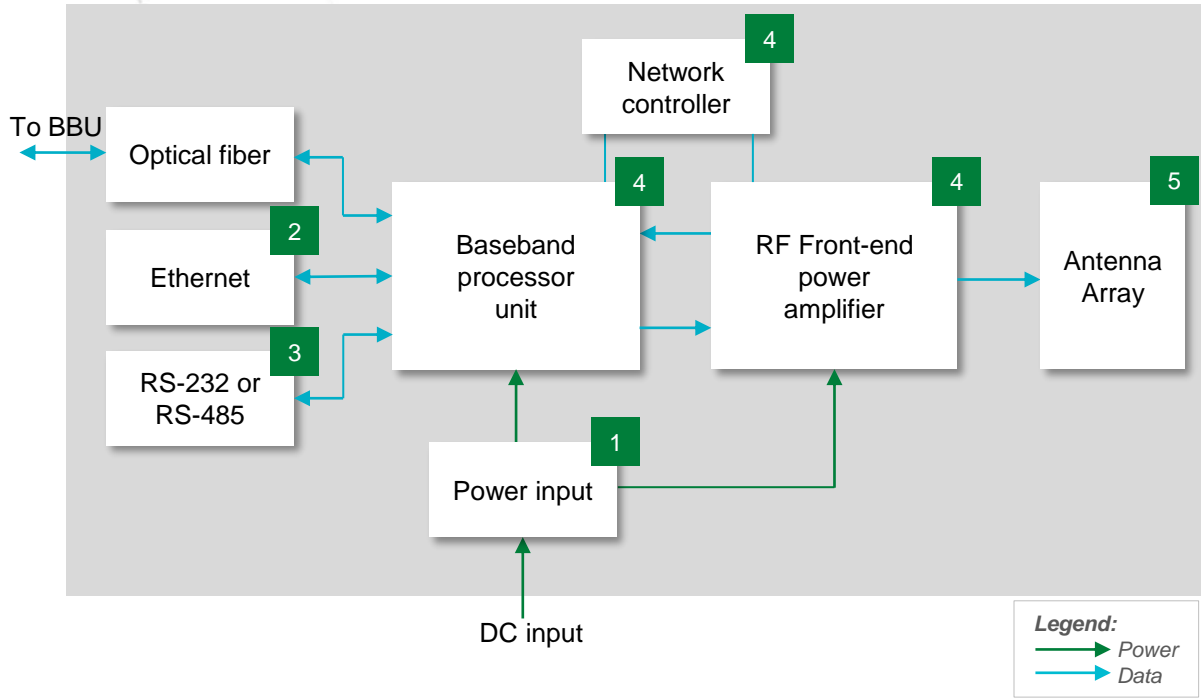 4
Network
controller
To BBU
Optical fiber
4
4
5
2
Baseband
processor
unit
RF Front-end
power
amplifier
Antenna
Array
Ethernet
3
RS-232 or
RS-485
1
Power input
DC input
Legend:
Power
Data